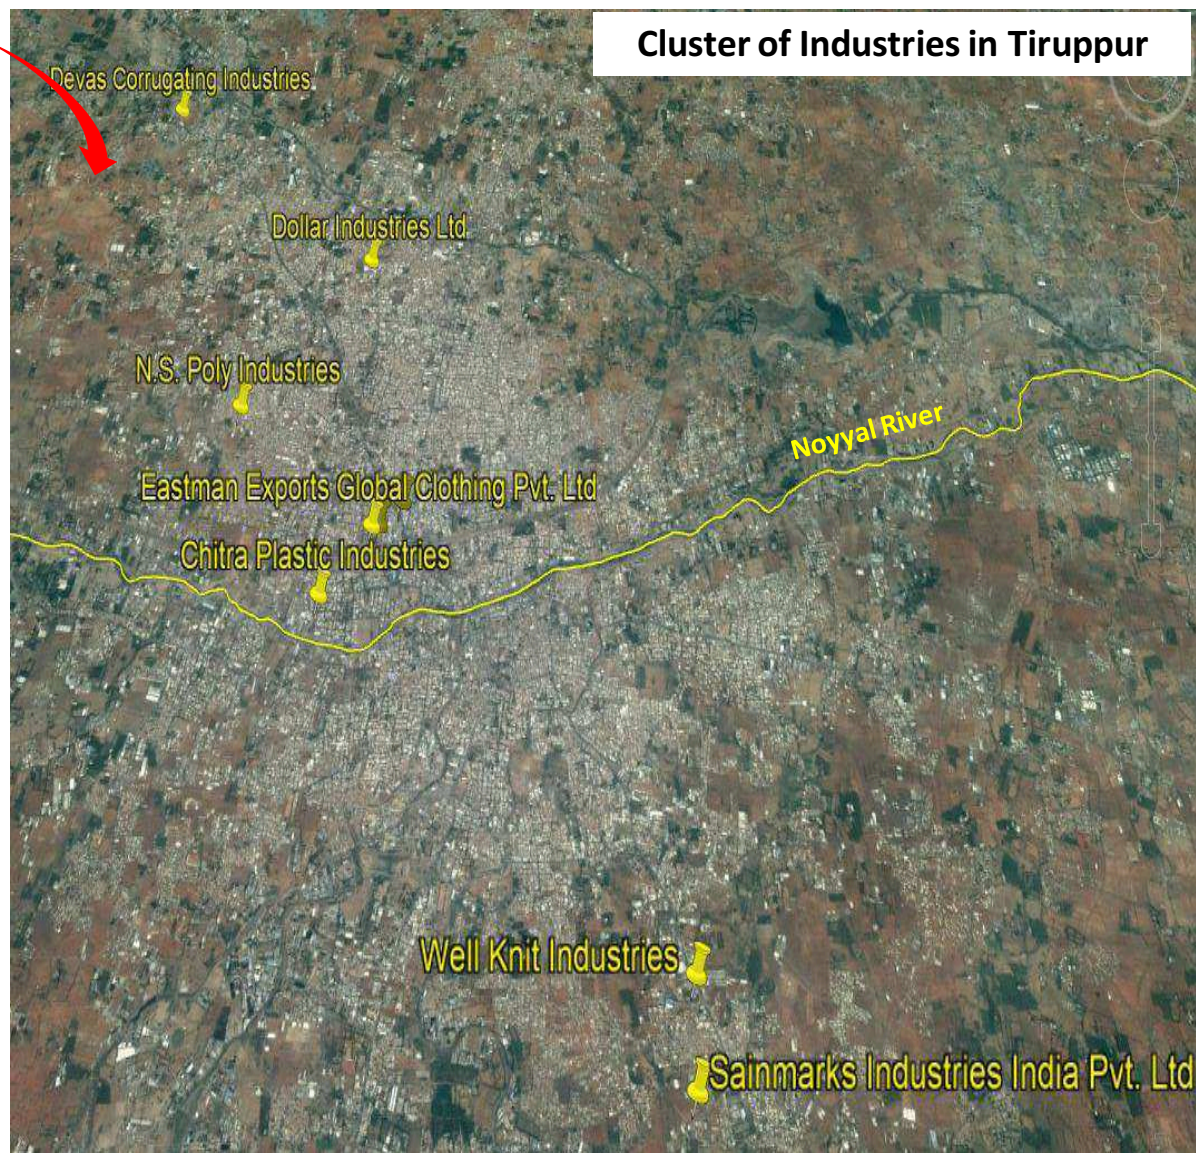 Cluster of Industries in Tiruppur
Devas Corrugating Industries
Dollar Industries Ltd
N.S. Poly Industries
Noyyal River
Eastman Exports Global Clothing Pvt. Ltd
Chitra Plastic Industries
Well Knit Industries
Sainmarks Industries India Pvt. Ltd